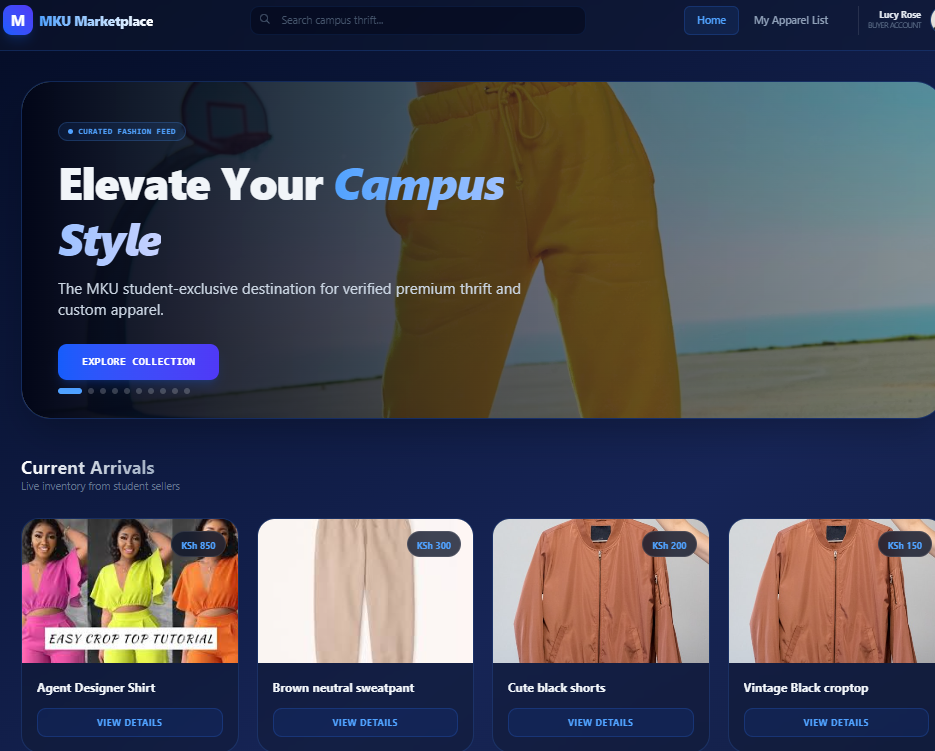 M MKU Marketplace
Search campus thrift...
Home
My Apparel List
Lucy Rose
BUYER ACCOUNT
CURATED FASHION FEED
Elevate Your Campus
Style
The MKU student-exclusive destination for verified premium thrift and
custom apparel.
EXPLORE COLLECTION
Current Arrivals
Live inventory from student sellers
KSh 850
EASY CROP TOP TUTORIAL
Agent Designer Shirt
VIEW DETAILS
KSh 300
Brown neutral sweatpant
VIEW DETAILS
KSh 200
Cute black shorts
VIEW DETAILS
KSh 150
Vintage Black croptop
VIEW DETAILS